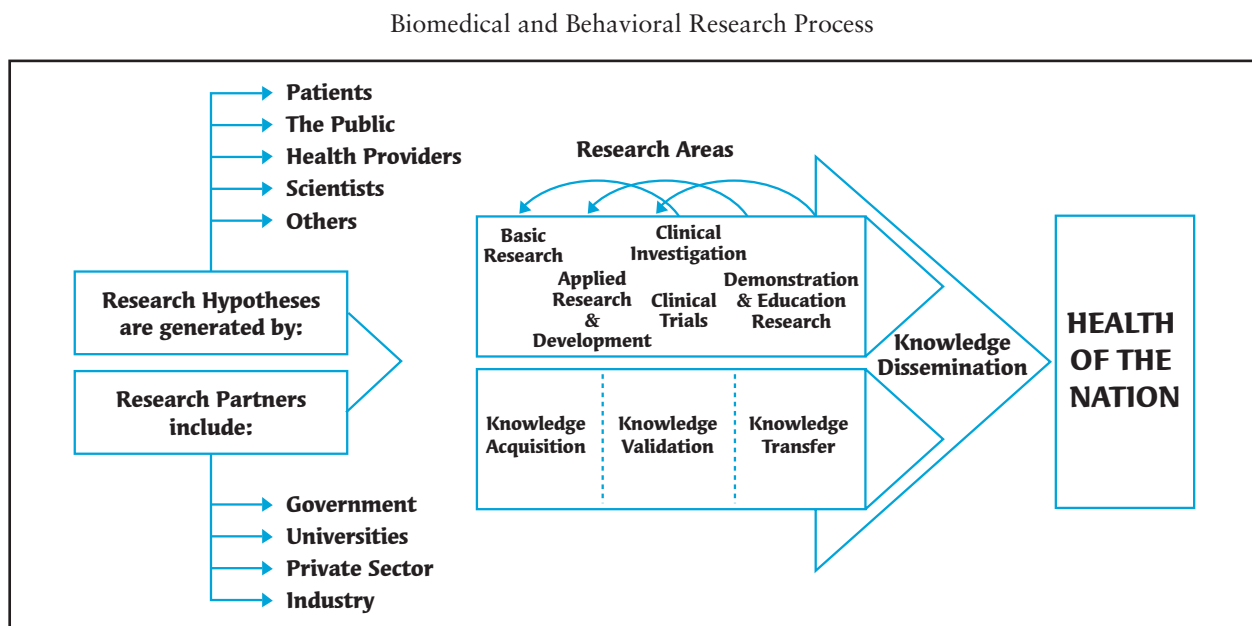 Biomedical and Behavioral Research Process
Patients
The Public
Health Providers
Scientists
Others
Research Hypotheses
are generated by:
Research Partners
include:
Government
Universities
Private Sector
Industry
Research Areas
Basic
Research
Applied
Research
&
Development
Clinical
Investigation
Clinical
Trials
Demonstration
& Education
Research
Knowledge
Acquisition
Knowledge
Validation
Knowledge
Transfer
Knowledge
Dissemination
HEALTH
OF THE
NATION